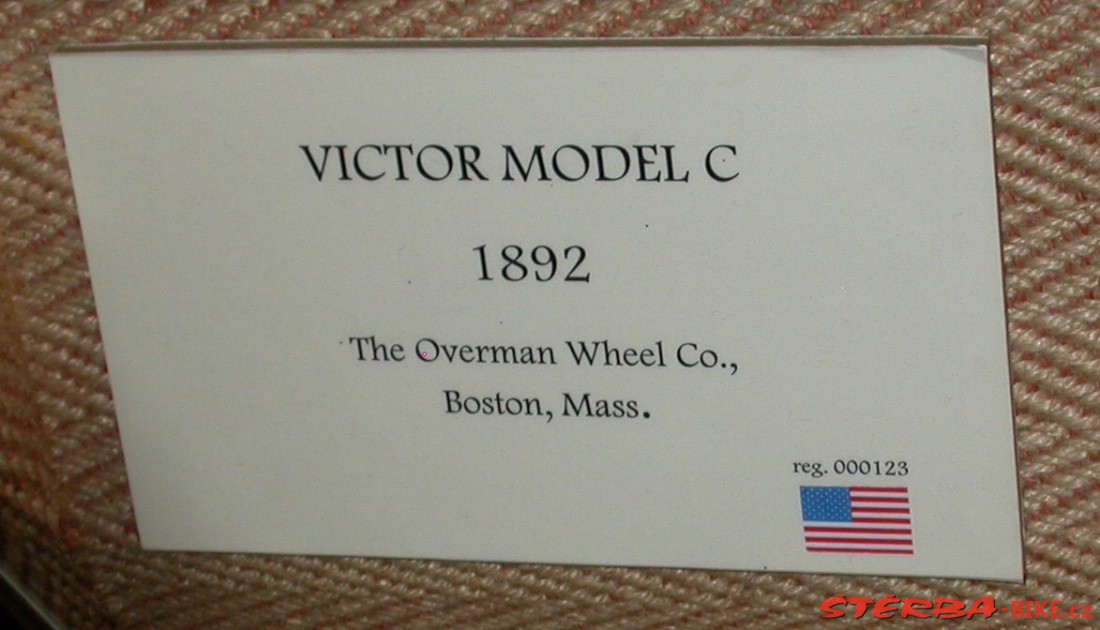 VICTOR MODEL C
1892
The Overman Wheel Co.,
Boston, Mass.
reg. 000123
STERBA-BIKE.cz